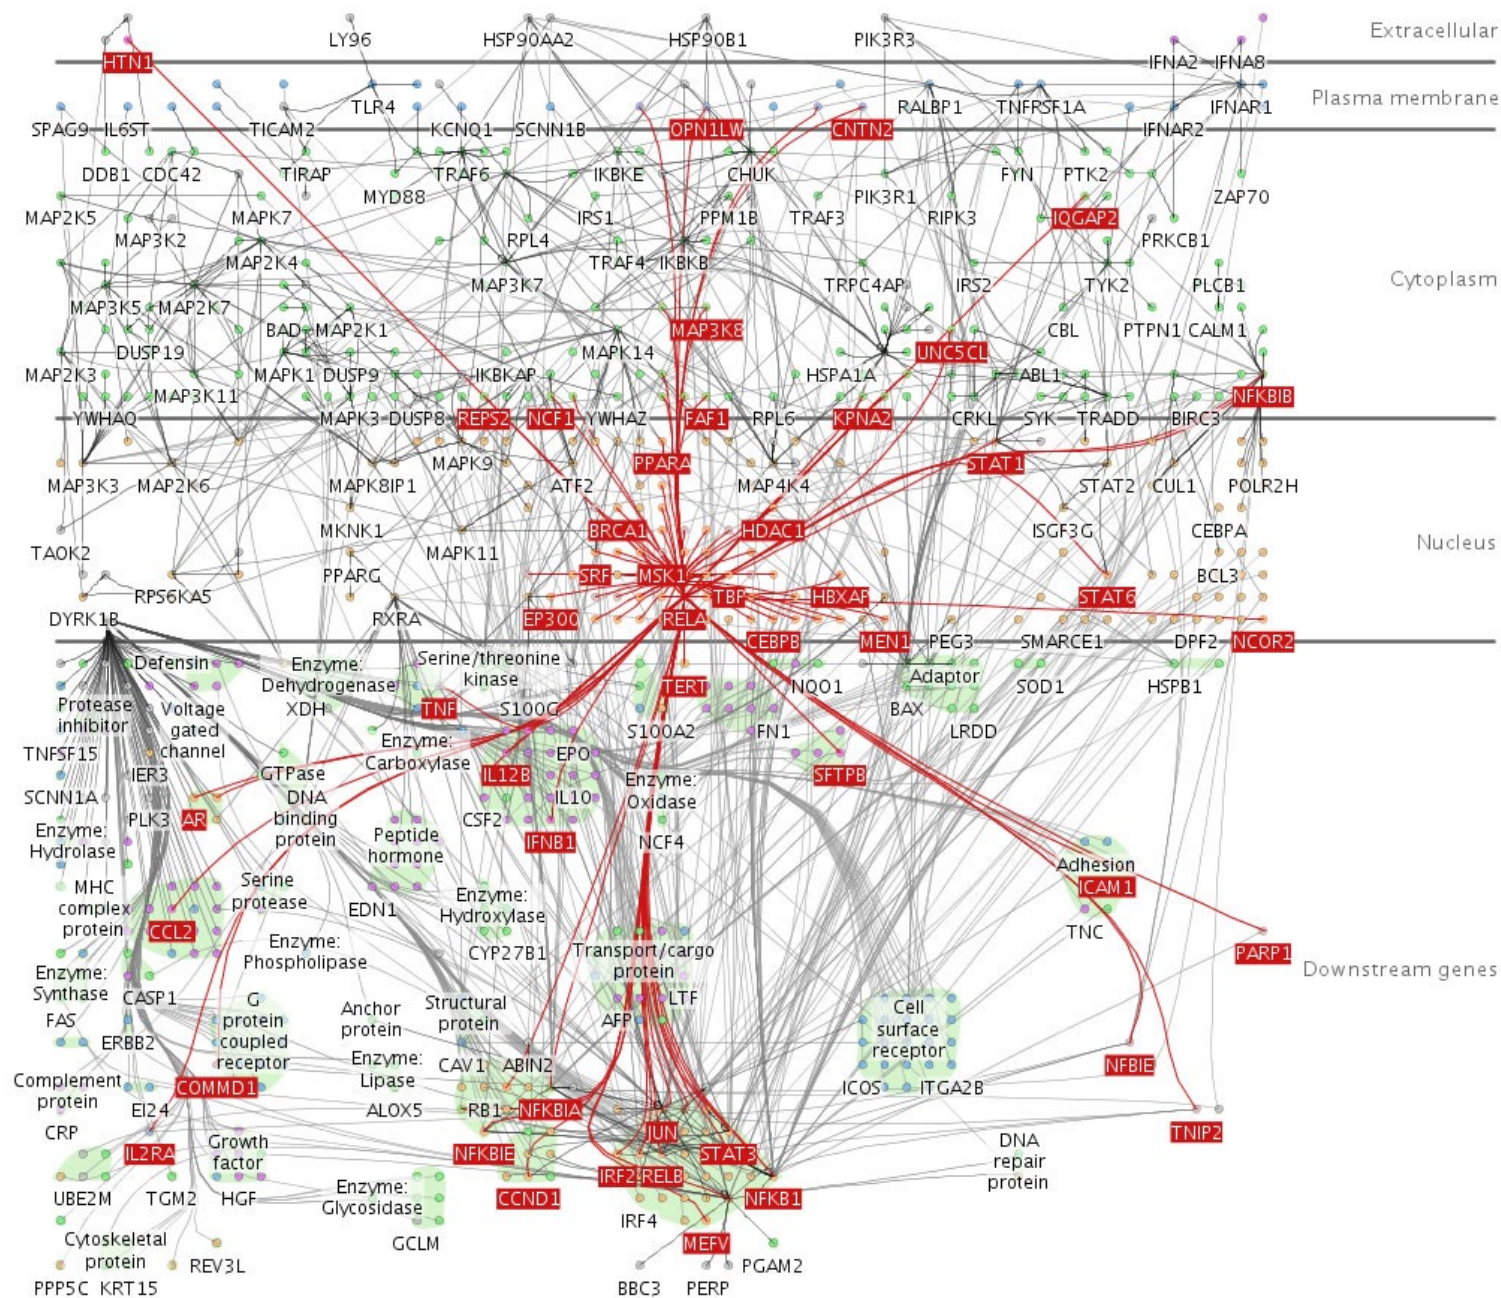 LY96 HSP90AA2 HSP90B1 PIK3R3 Extracellular
HTN1 IFNA2 IFNA8
TLR4 RALBP1 TNFRSF1A IFNAR1 Plasma membrane
SPAG9 IL6ST TICAM2 KCNQ1 SCNN1B OPN1LW CNTN2 IFNAR2
DDB1 CDC42 TIRAP TRAF6 IKBKE CHUK FYN PTK2
MYD88 PIK3R1 ZAP70
MAP2K5 MAPK7 IRS1 PPM1B TRAF3 RIPK3 IQGAP2
MAP3K2 RPL4 PRKCB1
MAP2K4 TRAF4 IKBKB
MAP3K7 TRPC4AP IRS2 TYK2 PLCB1 Cytoplasm
MAP3K5 MAP2K7
BAD MAP2K1 MAP3K8 CBL PTPN1 CALM1
DUSP19 MAPK14 UNC5CL
MAP2K3 MAPK1 DUSP9 IKBKAP HSPA1A ABL1
MAP3K11 NFKBIB
YWHAQ MAPK3 DUSP8 REPS2 NCF1 YWHAZ FAF1 RPL6 KPNA2 CRKL SYK TRADD BIRC3
MAPK9 PPARA STAT1
MAP3K3 MAP2K6 MAPK8IP1 ATF2 MAP4K4 STAT2 CUL1 POLR2H
MKNK1 BRCA1 HDAC1 ISGF3G CEBPA
TAOK2 MAPK11 Nucleus
PPARG SRF MSK1 BCL3
RPS6KA5 TBP HBXAP STAT6
DYRK1B RXRA EP300 RELA
CEBPB MEN1 PEG3 SMARCE1 DPF2 NCOR2
Defensin Enzyme:
Dehydrogenase Serine/threonine
kinase TERT NQO1 Adaptor SOD1 HSPB1
Protease
inhibitor Voltage
gated
channel XDH TNF S100G BAX
S100A2 FN1 LRDD
TNFSF15 Enzyme:
Carboxylase EPO
IER3 GTPase IL12B SFTPB
SCNN1A DNA
binding
protein IL10 Enzyme:
Oxidase
PLK3 AR CSF2
Enzyme:
Hydrolase Peptide
hormone IFNB1 NCF4
Adhesion
MHC
complex
protein Serine
protease ICAM1
EDN1 Enzyme:
Hydroxylase
CCL2 TNC
Enzyme:
Phospholipase CYP27B1 Transport/cargo
protein PARP1
Enzyme:
Synthase Downstream genes
CASP1 G
protein
coupled
receptor Anchor
protein Structural
protein LTF Cell
surface
receptor
FAS AFP
ERBB2
Enzyme:
Lipase CAV1 ABIN2 NFBIE
Complement
protein COMMD1 ICOS ITGA2B
EI24 ALOX5 RB1 NFKBIA
CRP JUN TNIP2
IL2RA Growth
factor NFKBIE STAT3 DNA
repair
protein
IRF2 RELB
UBE2M TGM2 HGF Enzyme:
Glycosidase CCND1 NFKB1
IRF4
Cytoskeletal
protein GCLM MEFV
REV3L PGAM2
PPP5C KRT15 BBC3 PERP